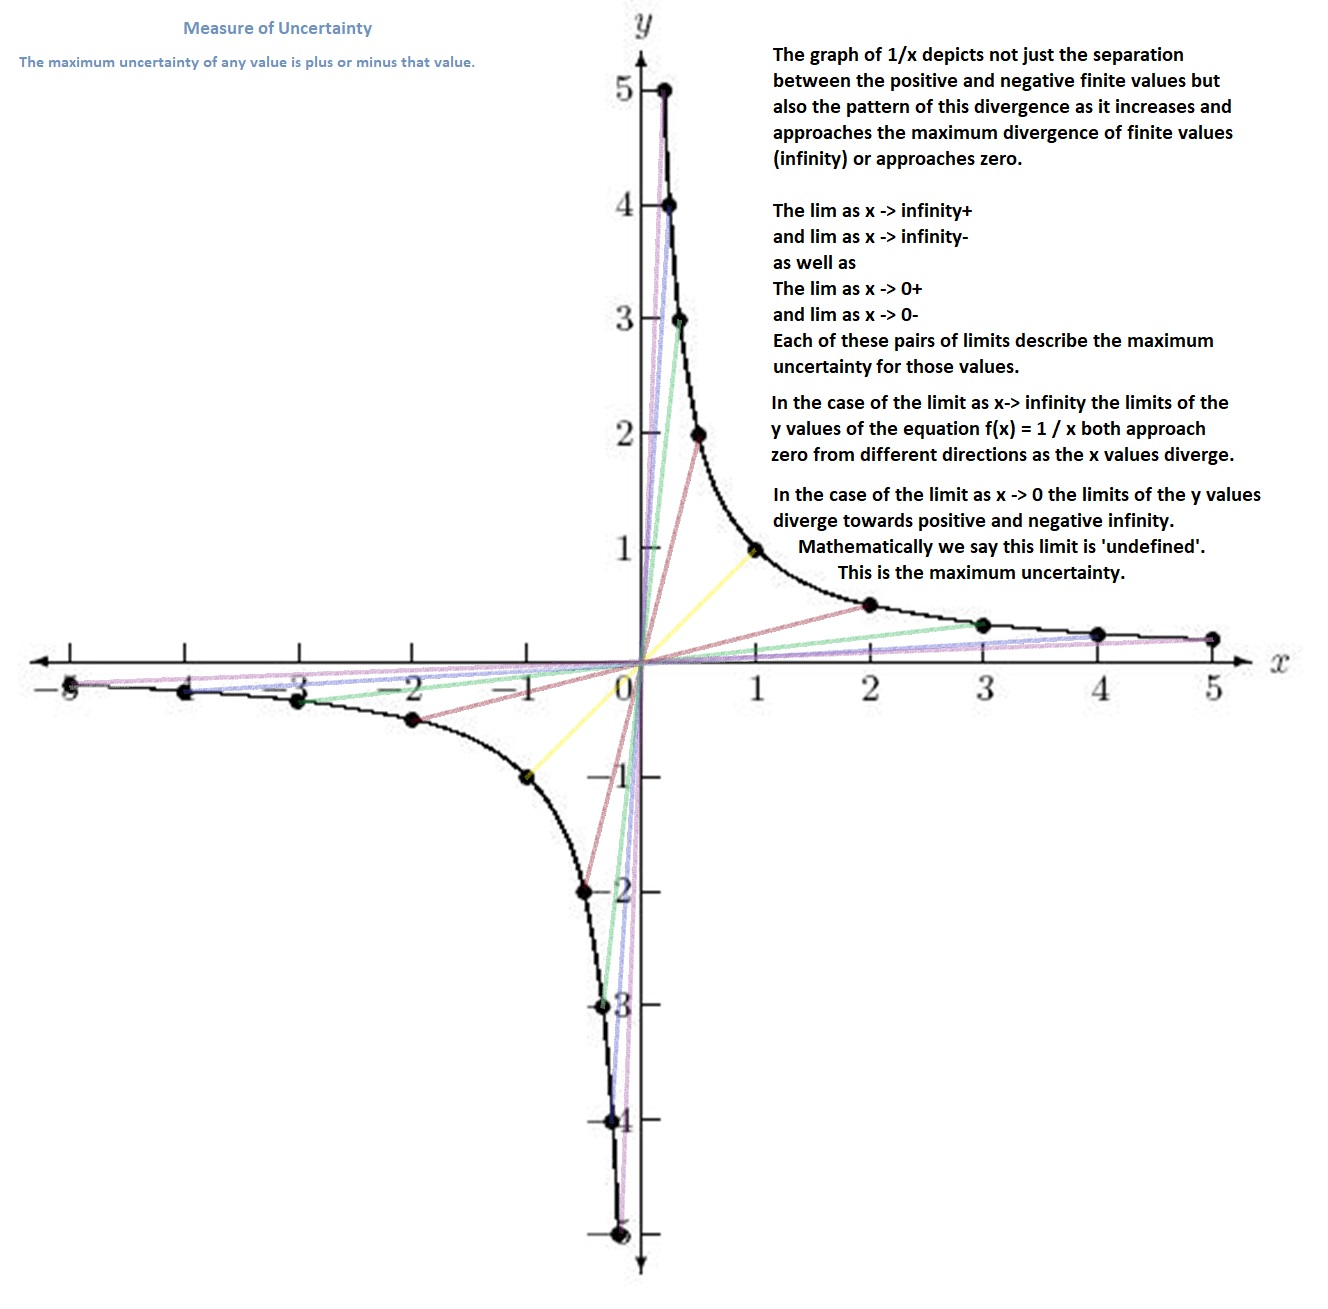 Measure of Uncertainty
The maximum uncertainty of any value is plus or minus that value.
y
The graph of 1/x depicts not just the separation
between the positive and negative finite values but
also the pattern of this divergence as it increases and
approaches the maximum divergence of finite values
(infinity) or approaches zero.
The lim as x -> infinity+
and lim as x -> infinity-
as well as
The lim as x -> 0+
and lim as x -> 0-
Each of these pairs of limits describe the maximum
uncertainty for those values.
In the case of the limit as x-> infinity the limits of the
y values of the equation f(x) = 1 / x both approach
zero from different directions as the x values diverge.
In the case of the limit as x -> 0 the limits of the y values
diverge towards positive and negative infinity.
Mathematically we say this limit is 'undefined'.
This is the maximum uncertainty.
5
4
3
2
1
x
−5 −4 −3 −2 −1 0 1 2 3 4 5
−1
−2
−3
−4
−5